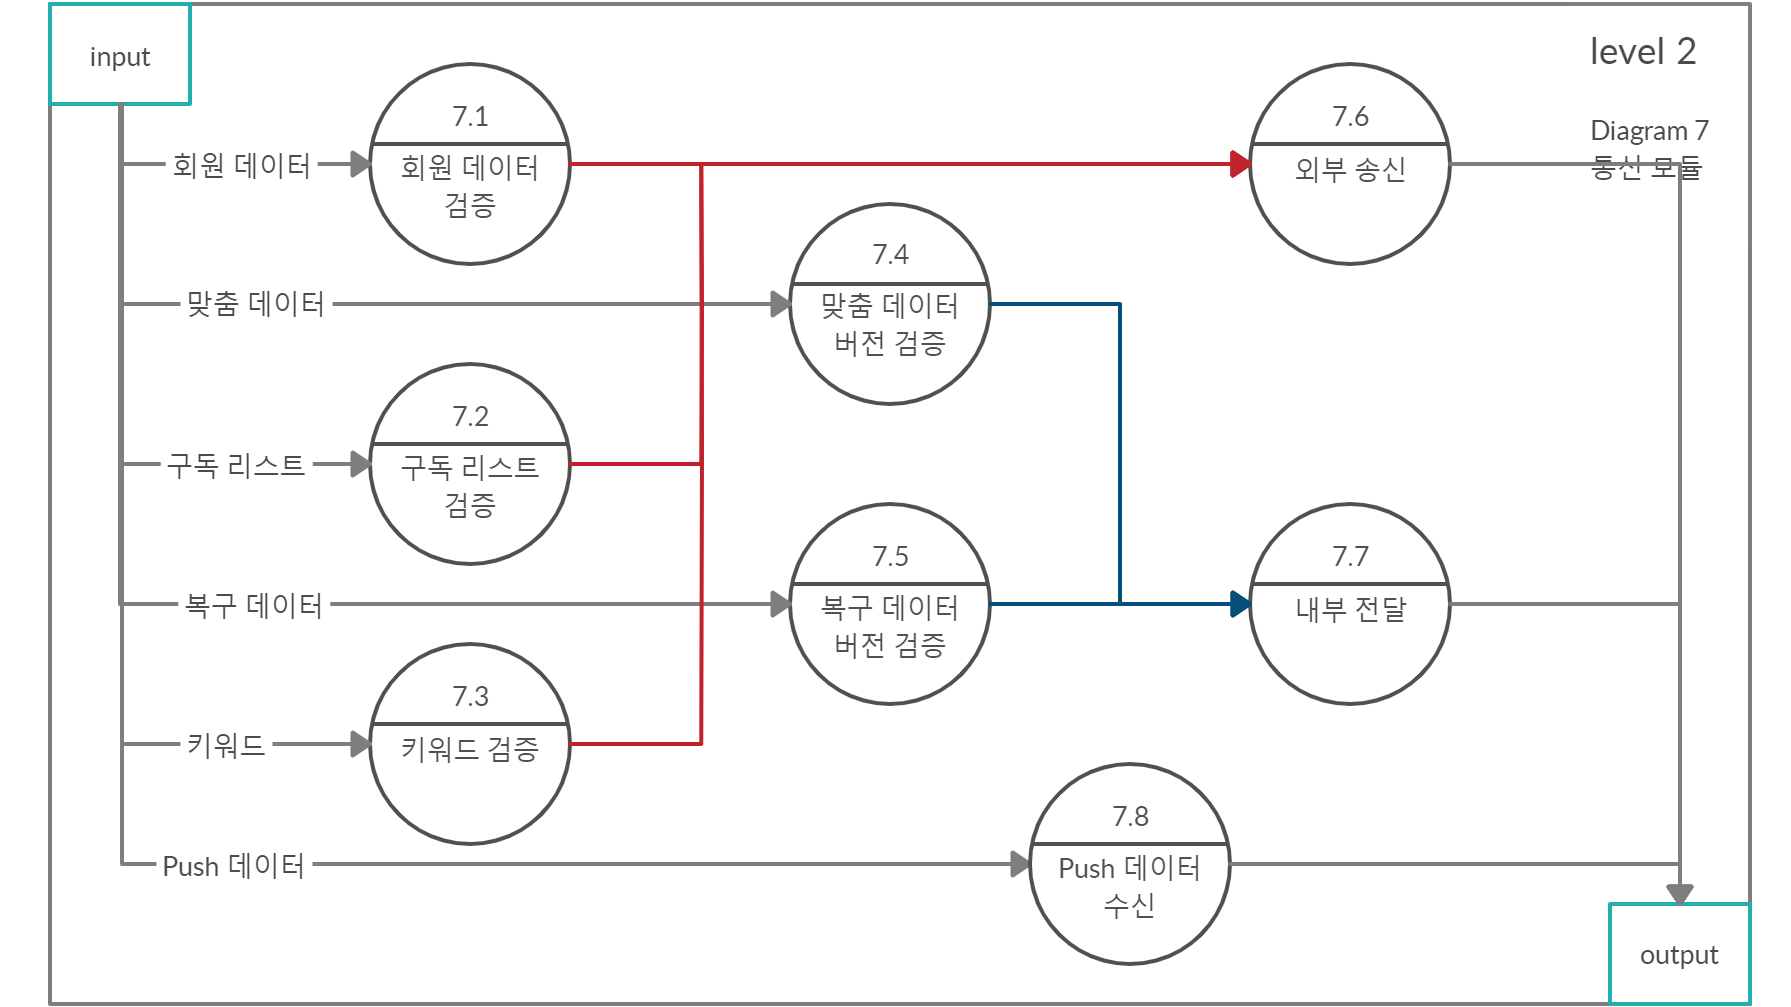 input
level 2
Diagram 7
통신 모듈
7.1
회원 데이터
검증
7.6
외부 송신
회원 데이터
7.4
맞춤 데이터
버전 검증
맞춤 데이터
7.2
구독 리스트
검증
구독 리스트
7.5
복구 데이터
버전 검증
7.7
내부 전달
복구 데이터
7.3
키워드 검증
키워드
7.8
Push 데이터
수신
Push 데이터
output